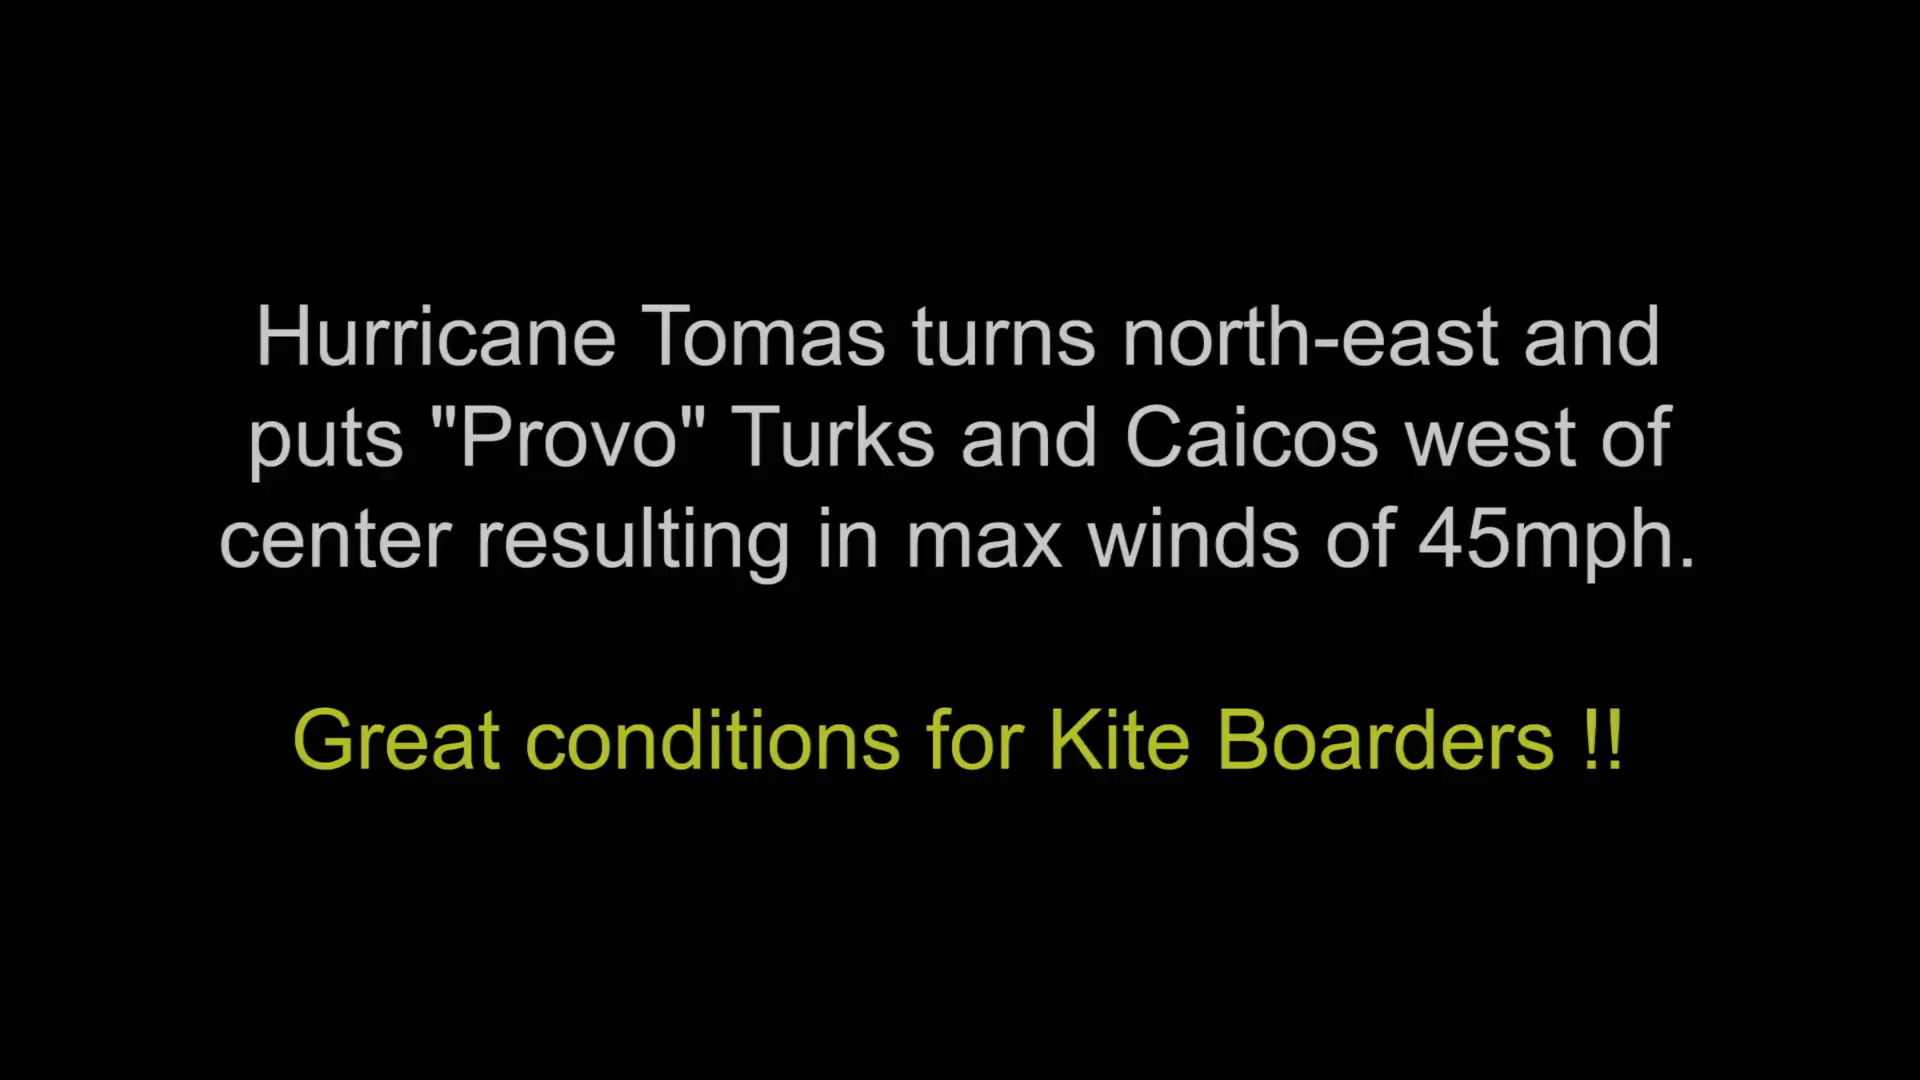 Hurricane Tomas turns north-east and
puts "Provo" Turks and Caicos west of
center resulting in max winds of 45mph.
Great conditions for Kite Boarders !!